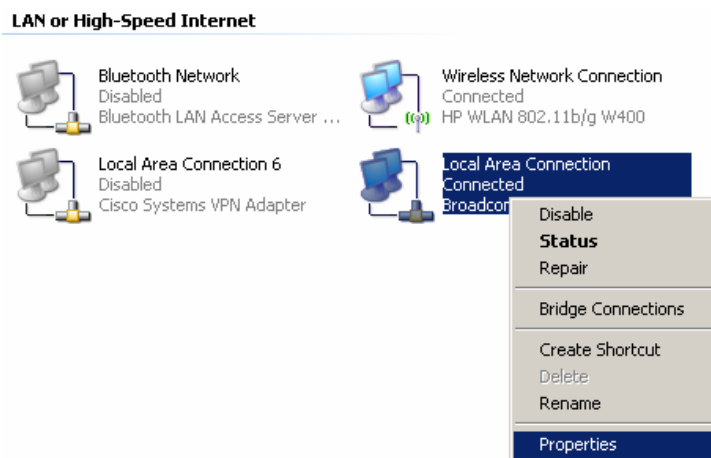 LAN or High-Speed Internet
Bluetooth Network
Disabled
Bluetooth LAN Access Server ...
Wireless Network Connection
Connected
HP WLAN 802.11b/g W400
Local Area Connection 6
Disabled
Cisco Systems VPN Adapter
Local Area Connection
Connected
Broadcom
Disable
Status
Repair
Bridge Connections
Create Shortcut
Delete
Rename
Properties